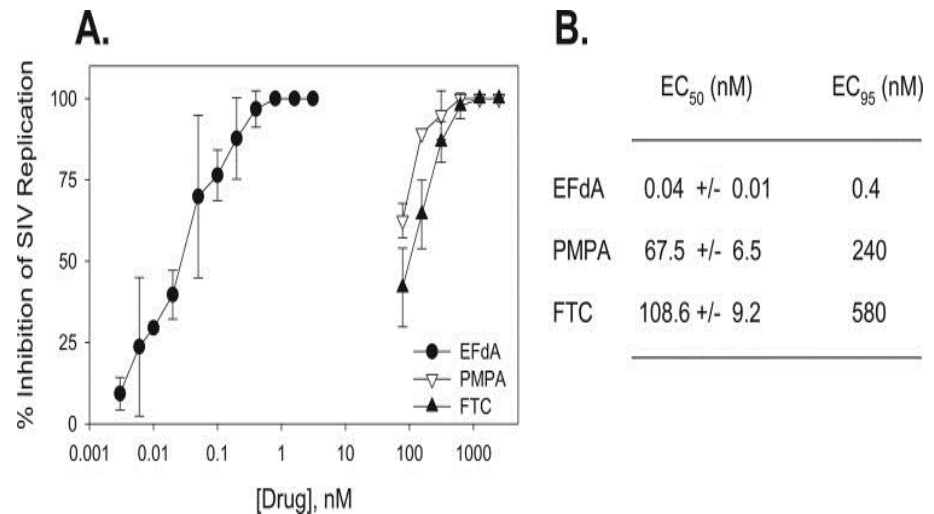 A.
% Inhibition of SIV Replication
100
75
50
25
0
0.001 0.01 0.1 1 10 100 1000
[Drug], nM
EFdA
PMPA
FTC
B.
EC50 (nM) EC95 (nM)
EFdA 0.04 +/- 0.01 0.4
PMPA 67.5 +/- 6.5 240
FTC 108.6 +/- 9.2 580